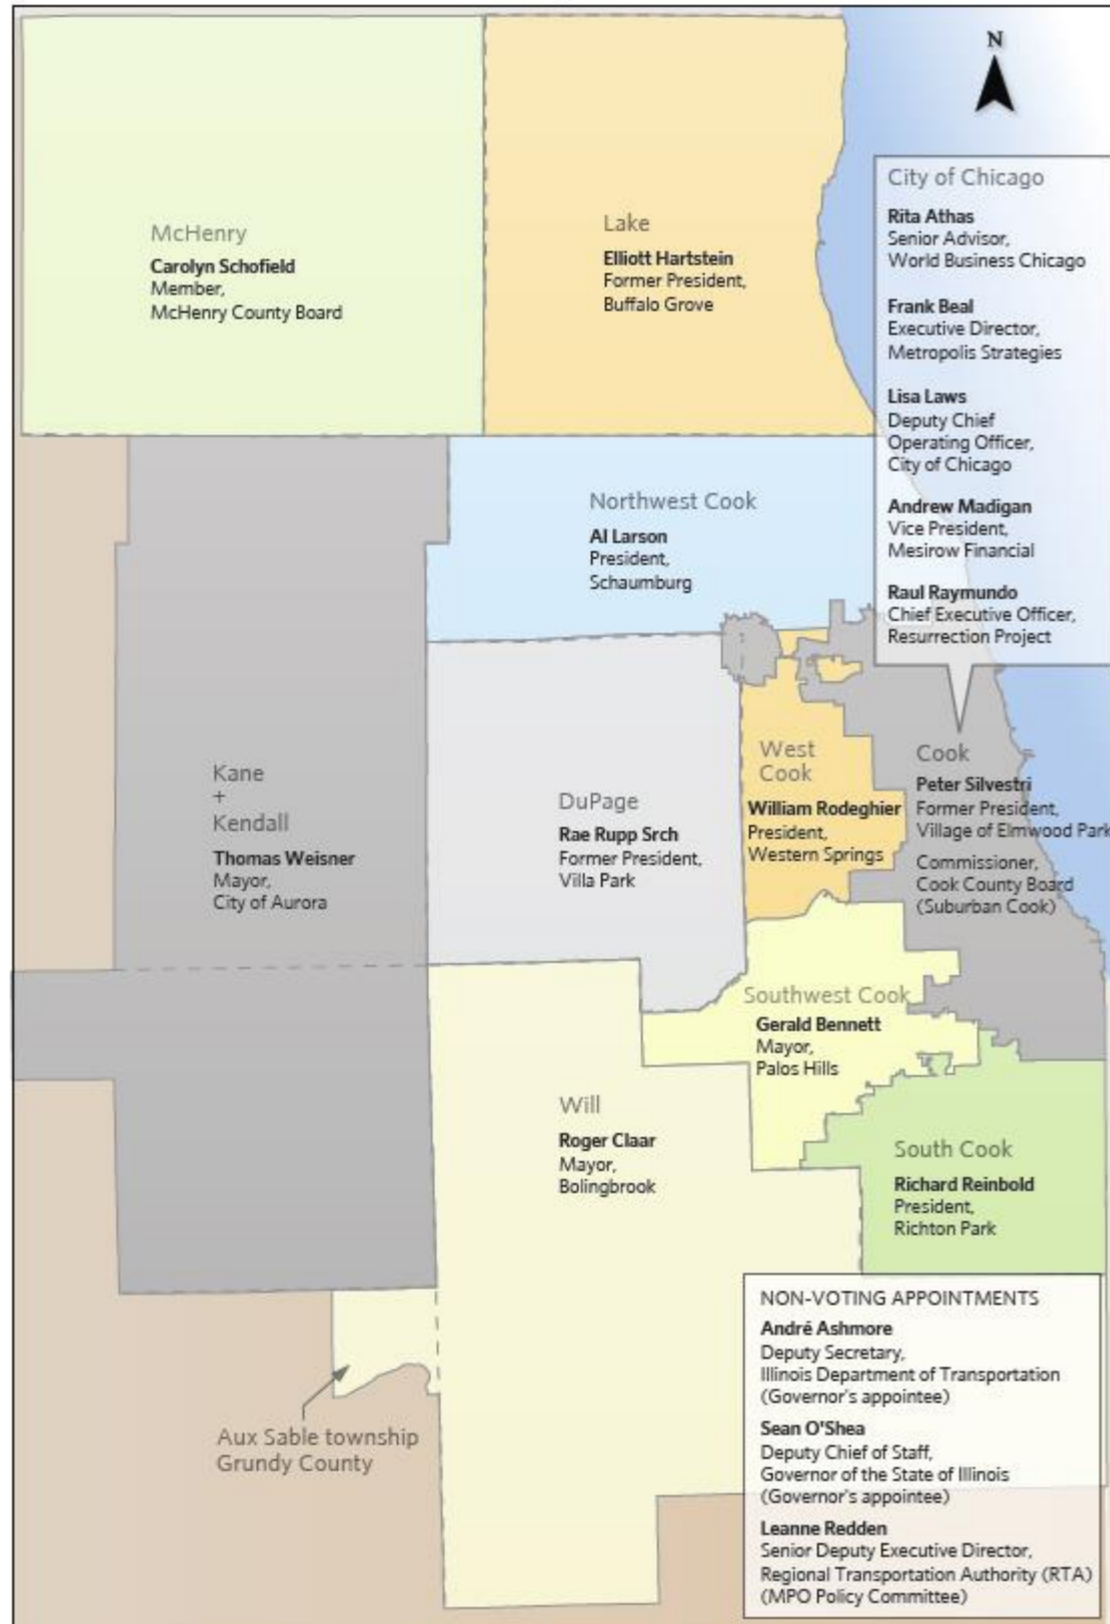 N
City of Chicago
Rita Athas
Senior Advisor,
World Business Chicago
Frank Beal
Executive Director,
Metropolis Strategies
Lisa Laws
Deputy Chief
Operating Officer,
City of Chicago
Andrew Madigan
Vice President,
Mesirow Financial
Raul Raymundo
Chief Executive Officer,
Resurrection Project
McHenry
Carolyn Schofield
Member,
McHenry County Board
Lake
Elliott Hartstein
Former President,
Buffalo Grove
Northwest Cook
Al Larson
President,
Schaumburg
Kane
+
Kendall
Thomas Weisner
Mayor,
City of Aurora
DuPage
Rae Rupp Srch
Former President,
Villa Park
West
Cook
William Rodeghier
President,
Western Springs
Cook
Peter Silvestri
Former President,
Village of Elmwood Park
Commissioner,
Cook County Board
(Suburban Cook)
Southwest Cook
Gerald Bennett
Mayor,
Palos Hills
Will
Roger Claar
Mayor,
Bolingbrook
South Cook
Richard Reinbold
President,
Richton Park
Aux Sable township
Grundy County
NON-VOTING APPOINTMENTS
André Ashmore
Deputy Secretary,
Illinois Department of Transportation
(Governor's appointee)
Sean O'Shea
Deputy Chief of Staff,
Governor of the State of Illinois
(Governor's appointee)
Leanne Redden
Senior Deputy Executive Director,
Regional Transportation Authority (RTA)
(MPO Policy Committee)